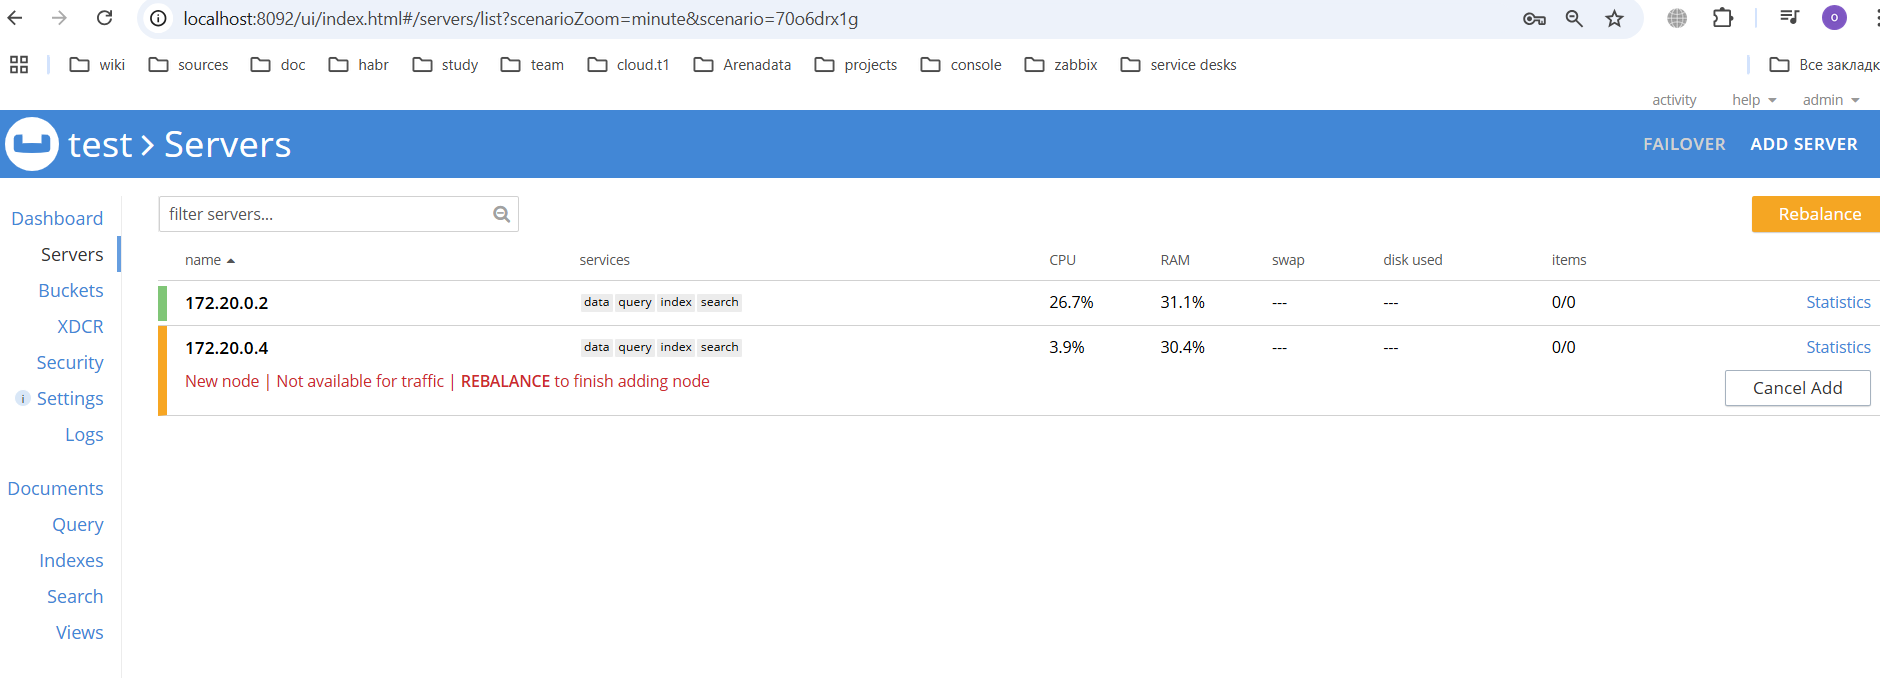 localhost:8092/ui/index.html#/servers/list?scenarioZoom=minute&scenario=70o6drx1g
O
wiki sources doc habr study team cloud.t1 Arenadata projects console zabbix service desks Все закладк
activity help admin
test > Servers FAILOVER ADD SERVER
Dashboard
Servers
Buckets
XDCR
Security
i Settings
Logs
Documents
Query
Indexes
Search
Views
filter servers...
Rebalance
name services CPU RAM swap disk used items
172.20.0.2 data query index search 26.7% 31.1% --- --- 0/0 Statistics
172.20.0.4 data query index search 3.9% 30.4% --- --- 0/0 Statistics
New node | Not available for traffic | REBALANCE to finish adding node
Cancel Add